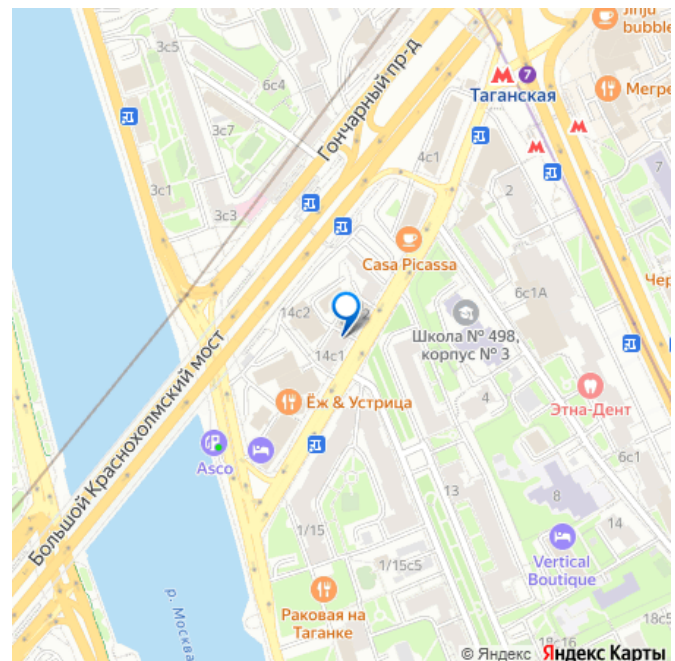 Jinju
bubble
3с5
6с4
Гончарный пр-д
7
Таганская
Мегре
3с7
4с1
3с1
2
7
3с3
Casa Picassa
Чер
6с1А
14с2
2
Школа № 498,
корпус № 3
14с1
Большой Краснохолмский мост
Ёж & Устрица
4
Этна-Дент
Asco
6с1
13
8
14
1/15
Vertical
Boutique
1/15с5
р. Москва
Раковая на
Таганке
18с5
18с16
© Яндекс Яндекс Карты